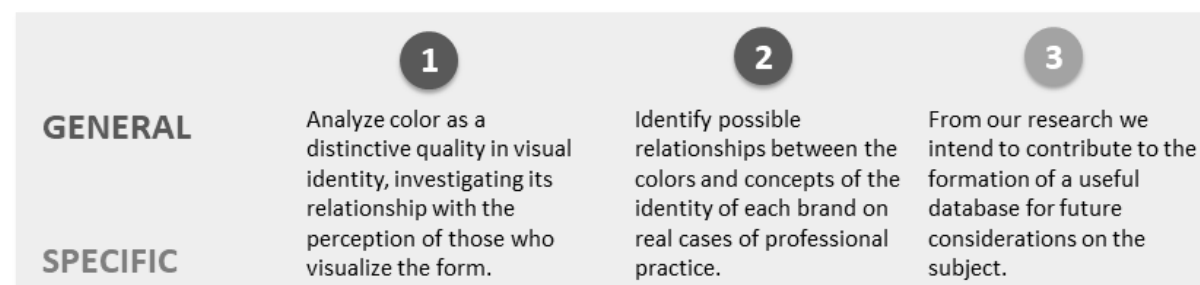 GENERAL
SPECIFIC
1
Analyze color as a
distinctive quality in visual
identity, investigating its
relationship with the
perception of those who
visualize the form.
2
Identify possible
relationships between the
colors and concepts of the
identity of each brand on
real cases of professional
practice.
3
From our research we
intend to contribute to the
formation of a useful
database for future
considerations on the
subject.